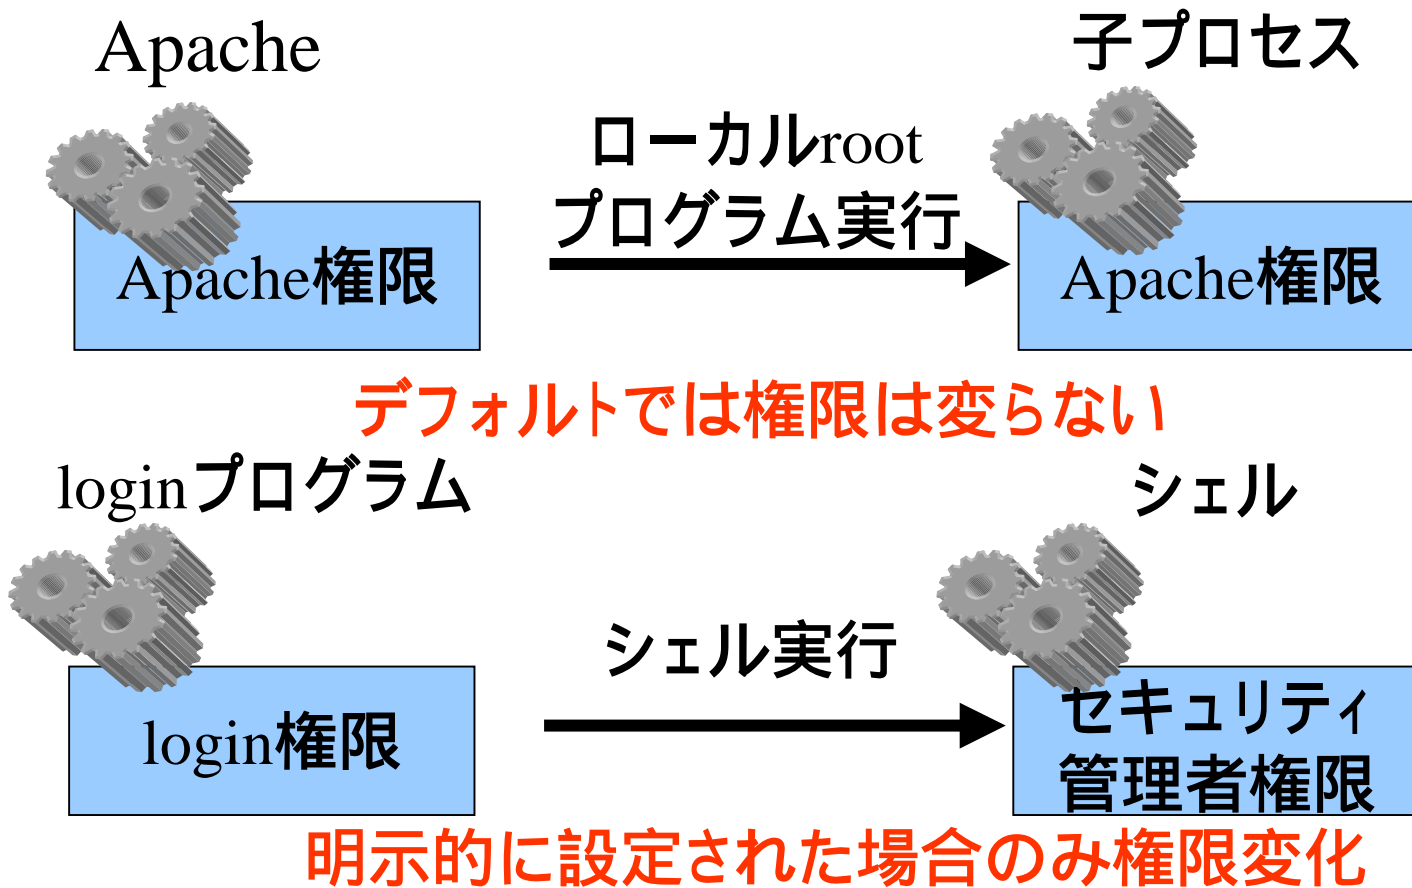 Apache
子プロセス
ローカルroot
プログラム実行
Apache権限
Apache権限
デフォルトでは権限は変らない
loginプログラム
シェル
シェル実行
login権限
セキュリティ
管理者権限
明示的に設定された場合のみ権限変化